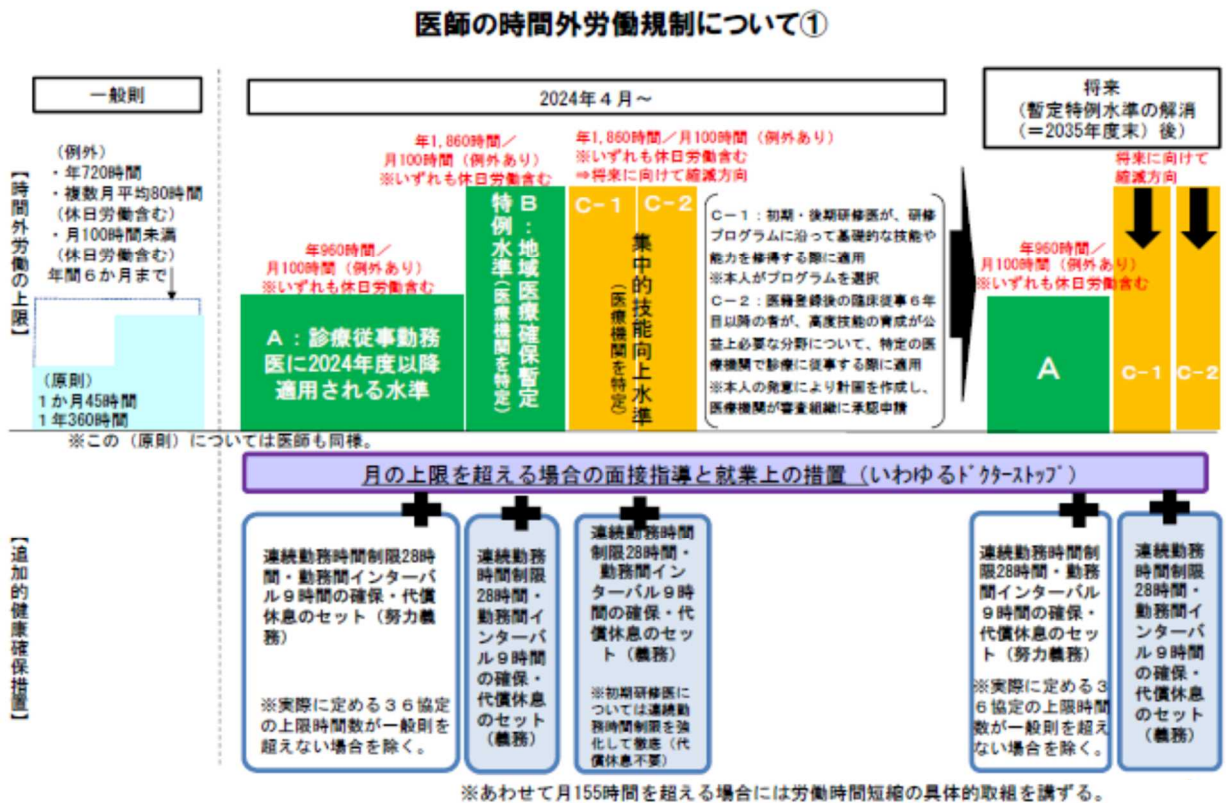 医師の時間外労働規制について①
一般則
2024年４月～
将来
（暫定特例水準の解消
（＝2035年度末）後）
【時間外労働の上限】
（例外）
・年720時間
・複数月平均80時間
（休日労働含む）
・月100時間未満
（休日労働含む）
年間６か月まで
（原則）
１か月45時間
１年360時間
※この（原則）については医師も同様。
年960時間／
月100時間（例外あり）
※いずれも休日労働含む
Ａ：診療従事勤務
医に2024年度以降
適用される水準
年1,860時間／
月100時間（例外あり）
※いずれも休日労働含む
Ｂ：地域医療確保暫定
特例水準（医療機関を特定）
年1,860時間／月100時間（例外あり）
※いずれも休日労働含む
⇒将来に向けて縮減方向
Ｃ－１
Ｃ－２
集中的技能向上水準
（医療機関を特定）
Ｃ－１：初期・後期研修医が、研修
プログラムに沿って基礎的な技能や
能力を修得する際に適用
※本人がプログラムを選択
Ｃ－２：医籍登録後の臨床従事６年
目以降の者が、高度技能の育成が公
益上必要な分野について、特定の医
療機関で診療に従事する際に適用
※本人の発意により計画を作成し、
医療機関が審査組織に承認申請
年960時間／
月100時間（例外あり）
※いずれも休日労働含む
Ａ
将来に向けて
縮減方向
Ｃ－１
Ｃ－２
【追加的健康確保措置】
月の上限を超える場合の面接指導と就業上の措置（いわゆるﾄﾞｸﾀｰｽﾄｯﾌﾟ）
連続勤務時間制限28時
間・勤務間インターバ
ル９時間の確保・代償
休息のセット（努力義
務）
※実際に定める３６協定
の上限時間数が一般則を
超えない場合を除く。
連続勤務
時間制限
28時間・
勤務間イ
ンターバ
ル９時間
の確保・
代償休息
のセット
（義務）
連続勤務時間
制限28時間・
勤務間イン
ターバル９時
間の確保・代
償休息のセッ
ト（義務）
※初期研修医に
ついては連続勤
務時間制限を強
化して徹底（代
償休息不要）
連続勤務時間制
限28時間・勤務
間インターバル
９時間の確保・
代償休息のセッ
ト（努力義務）
※実際に定める３
６協定の上限時間
数が一般則を超え
ない場合を除く。
連続勤務
時間制限
28時間・
勤務間イ
ンターバ
ル９時間
の確保・
代償休息
のセット
（義務）
※あわせて月155時間を超える場合には労働時間短縮の具体的取組を講ずる。